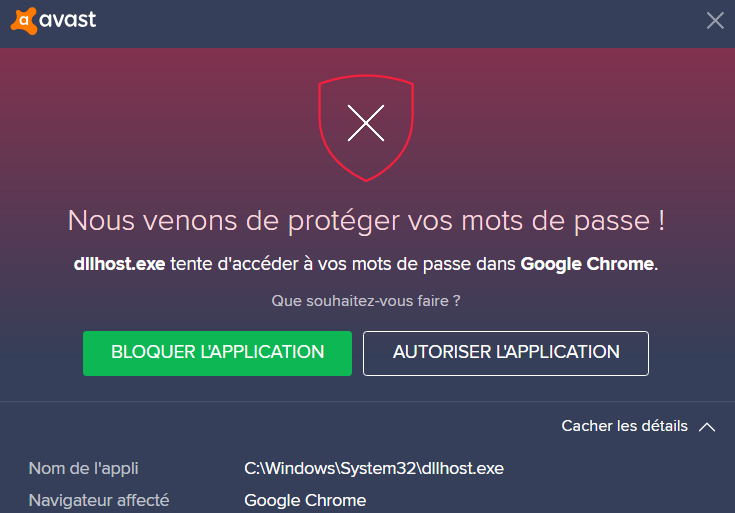 avast
Nous venons de protéger vos mots de passe !
dllhost.exe tente d'accéder à vos mots de passe dans Google Chrome.
Que souhaitez-vous faire ?
BLOQUER L'APPLICATION
AUTORISER L'APPLICATION
Cacher les détails
Nom de l'appli C:\Windows\System32\dllhost.exe
Navigateur affecté Google Chrome